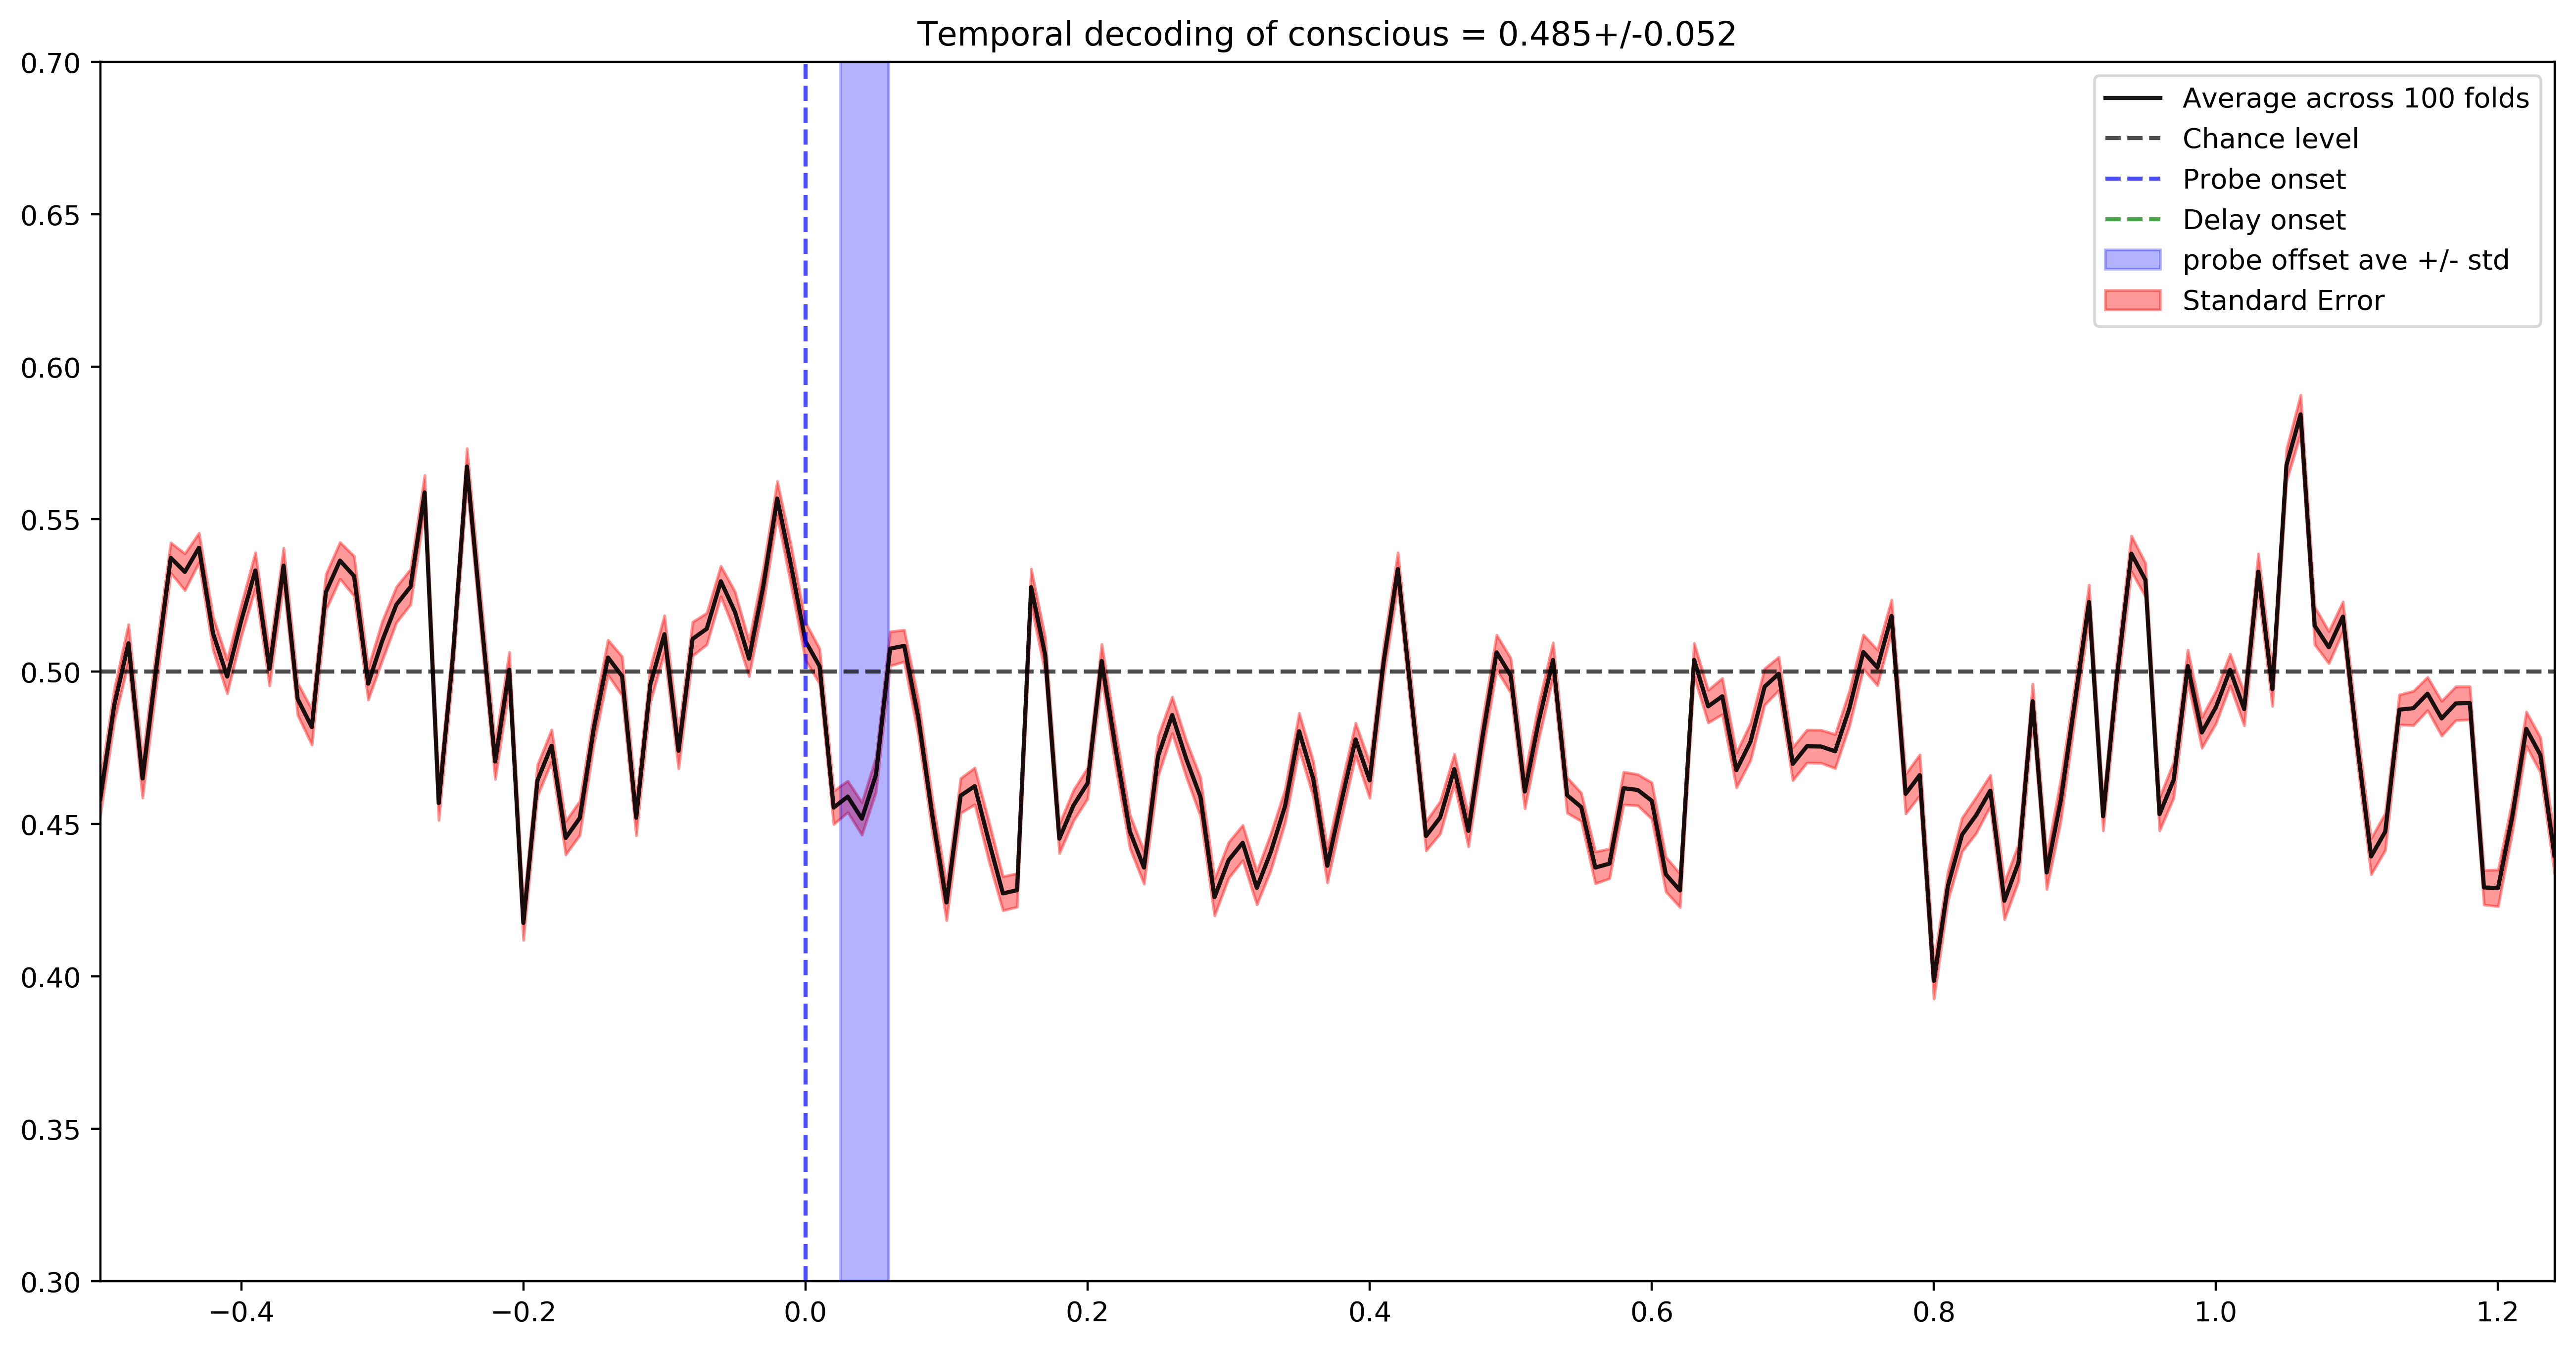 Temporal decoding of conscious = 0.485+/-0.052
0.70
0.65
0.60
0.55
0.50
0.45
0.40
0.35
0.30
Average across 100 folds
Chance level
Probe onset
Delay onset
probe offset ave +/- std
Standard Error
−0.4
−0.2
0.0
0.2
0.4
0.6
0.8
1.0
1.2